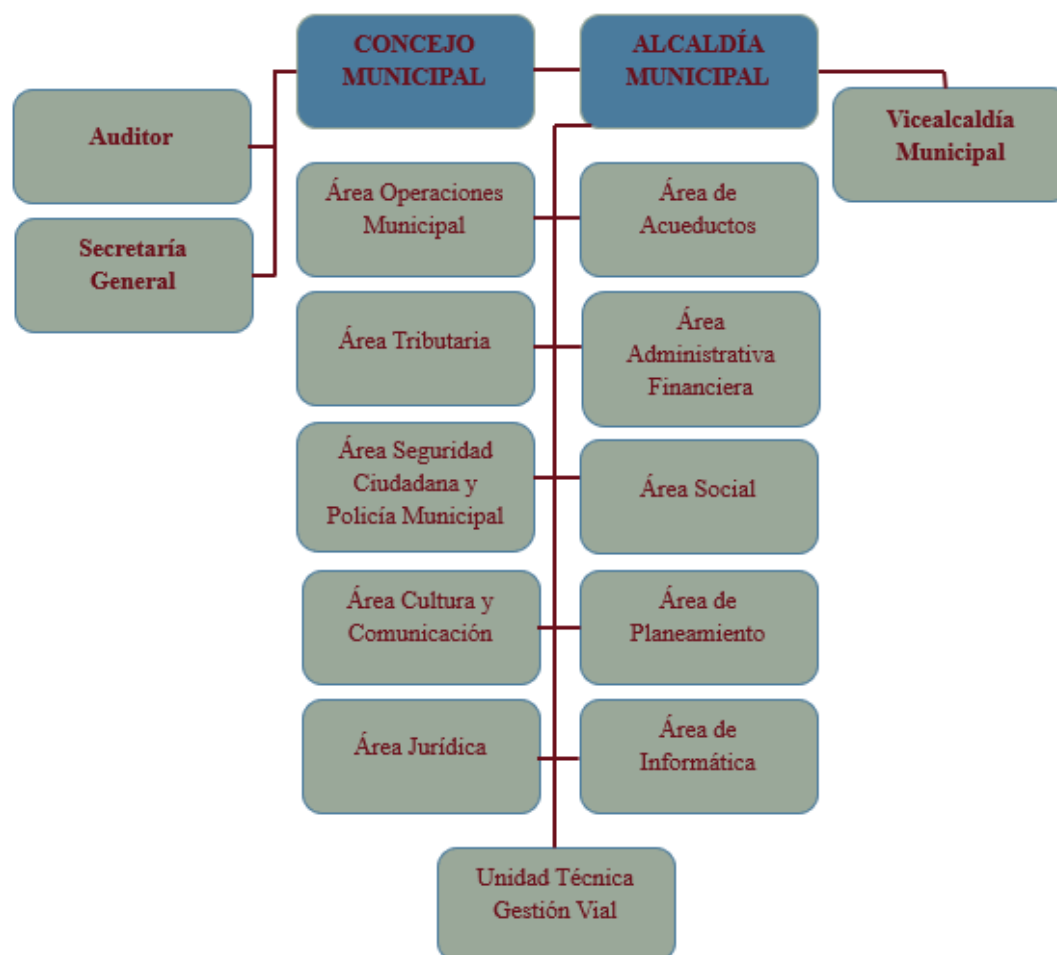 CONCEJO
MUNICIPAL
ALCALDÍA
MUNICIPAL
Auditor
Vicealcaldía
Municipal
Secretaría
General
Área Operaciones
Municipal
Área de
Acueductos
Área Tributaria
Área
Administrativa
Financiera
Área Seguridad
Ciudadana y
Policía Municipal
Área Social
Área Cultura y
Comunicación
Área de
Planeamiento
Área Jurídica
Área de
Informática
Unidad Técnica
Gestión Vial